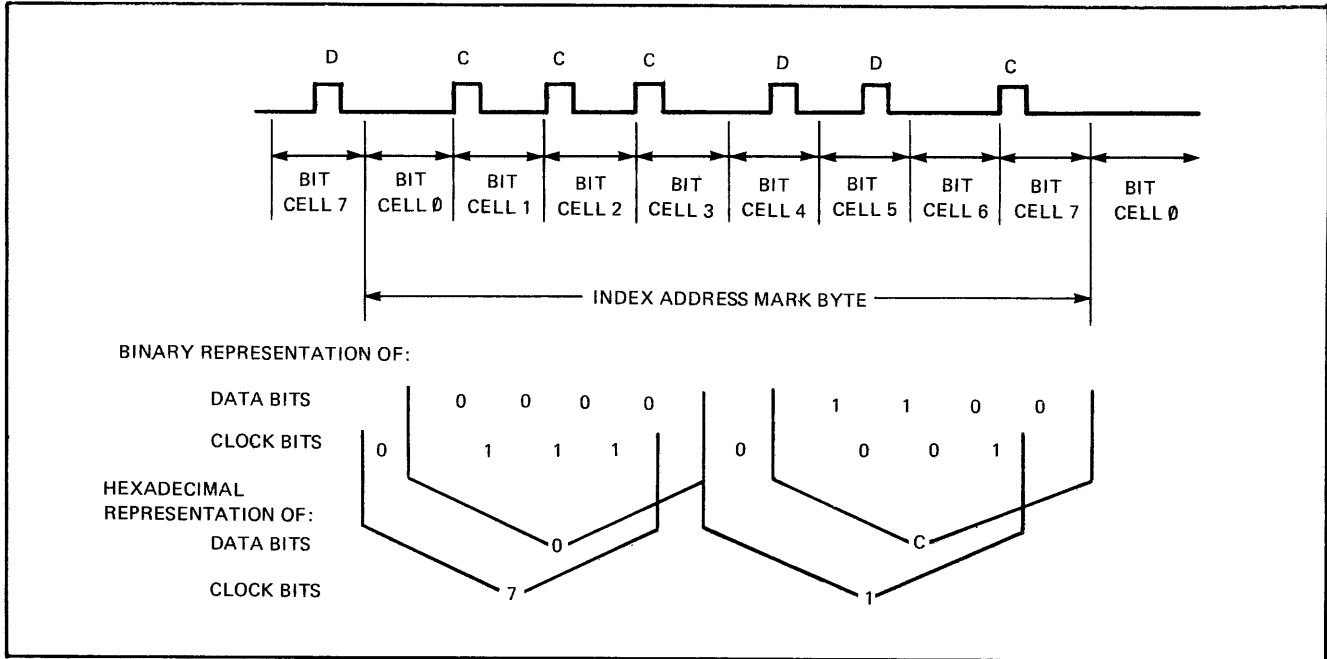 D C C C D D C
BIT CELL 7 BIT CELL Ø BIT CELL 1 BIT CELL 2 BIT CELL 3 BIT CELL 4 BIT CELL 5 BIT CELL 6 BIT CELL 7 BIT CELL Ø
INDEX ADDRESS MARK BYTE
BINARY REPRESENTATION OF:
DATA BITS 0 0 0 0 1 1 0 0
CLOCK BITS 0 1 1 1 0 0 0 1
HEXADECIMAL
REPRESENTATION OF:
DATA BITS 0 C
CLOCK BITS 7 1